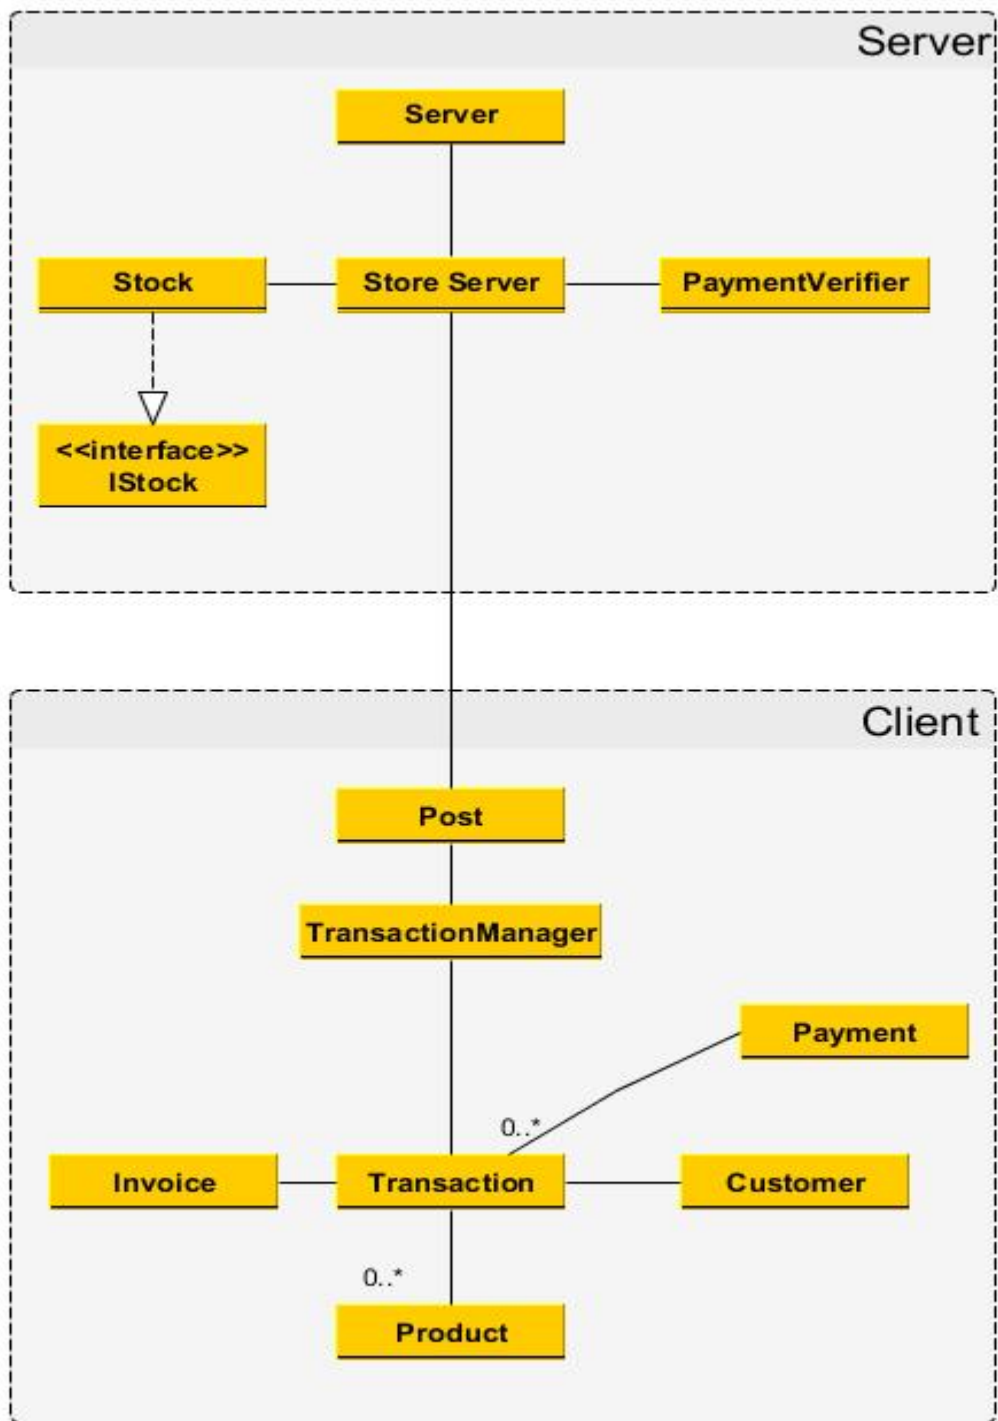 Server
Server
Stock
Store Server
PaymentVerifier
<<interface>>
IStock
Client
Post
TransactionManager
Payment
0..*
Invoice
Transaction
Customer
0..*
Product